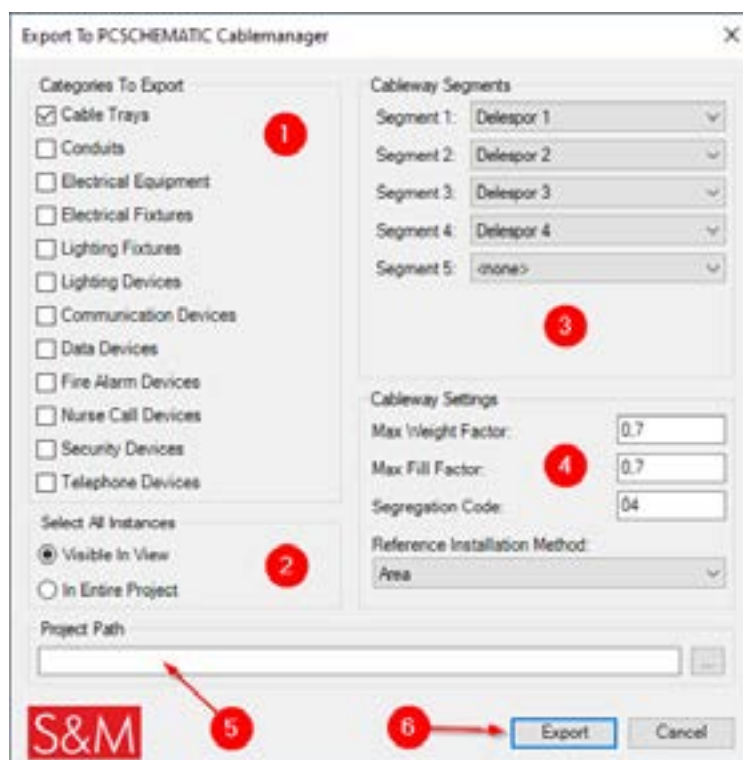 Export To PCSCHEMATIC Cablemanager
Categories To Export
Cable Trays
1
Conduits
Electrical Equipment
Electrical Fixtures
Lighting Fixtures
Lighting Devices
Communication Devices
Data Devices
Fire Alarm Devices
Nurse Call Devices
Security Devices
Telephone Devices
Select All Instances
Visible In View
2
In Entire Project
Cableway Segments
Segment 1: Delespor 1
Segment 2: Delespor 2
Segment 3: Delespor 3
Segment 4: Delespor 4
Segment 5: <none>
3
Cableway Settings
Max Weight Factor: 0,7
Max Fill Factor: 0,7
4
Segregation Code: 04
Reference Installation Method:
Area
Project Path
...
5
S&M
6
Export
Cancel